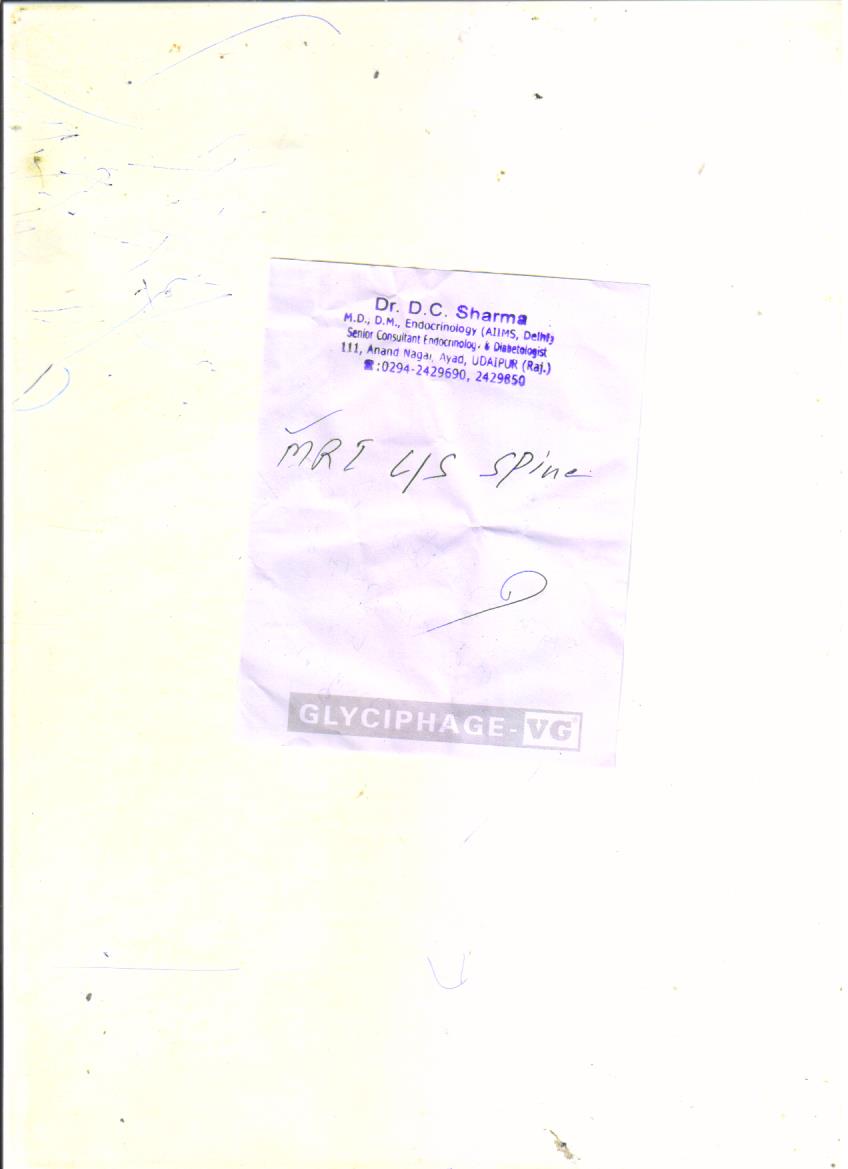 Dr. D.C. Sharma
M.D., D.M., Endocrinology (AIIMS, Delhi)
Senior Consultant Endocrinolog. & Diabetologist
111, Anand Nagar, Ayad, UDAIPUR (Raj.)
☎:0294-2429690, 2429850
MRI L/S Spine
GLYCIPHAGE-VG®